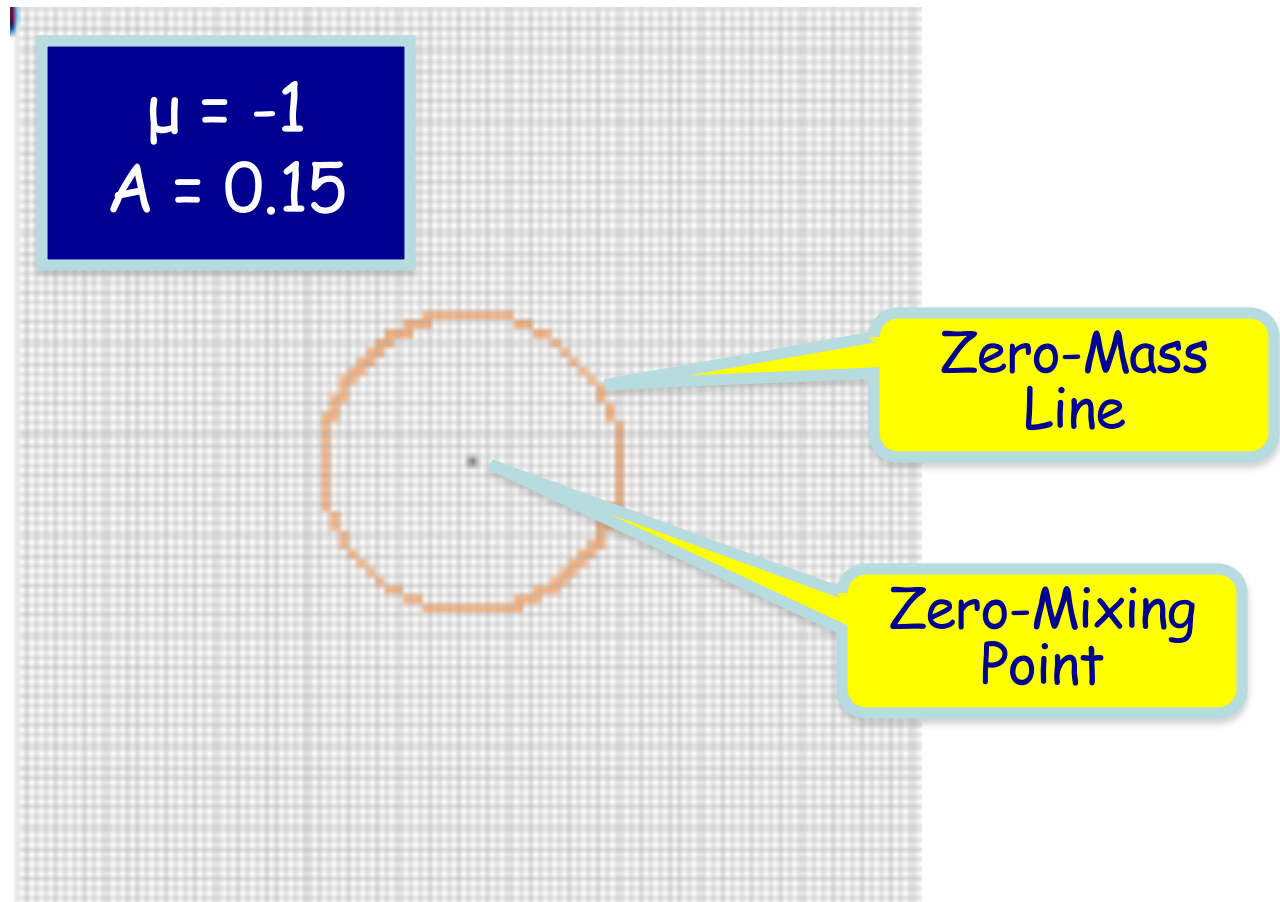 μ = -1
A = 0.15
Zero-Mass
Line
Zero-Mixing
Point